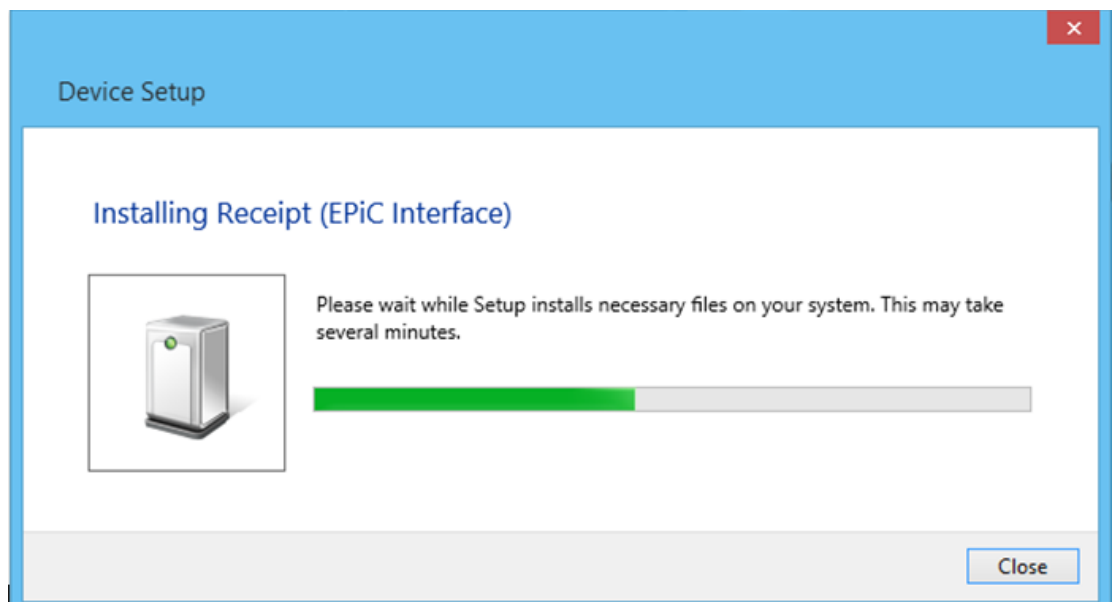 Device Setup
Installing Receipt (EPiC Interface)
Please wait while Setup installs necessary files on your system. This may take
several minutes.
Close